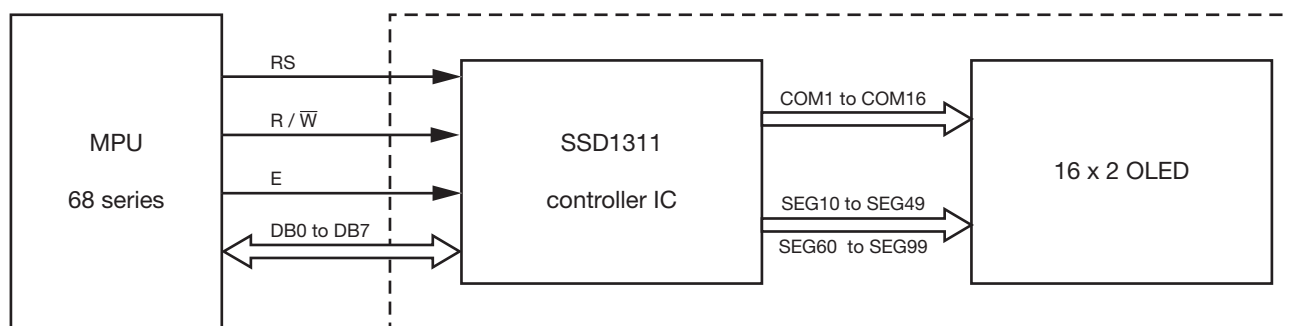 MPU
68 series
RS
R / W̅
E
DB0 to DB7
SSD1311
controller IC
COM1 to COM16
SEG10 to SEG49
SEG60 to SEG99
16 x 2 OLED